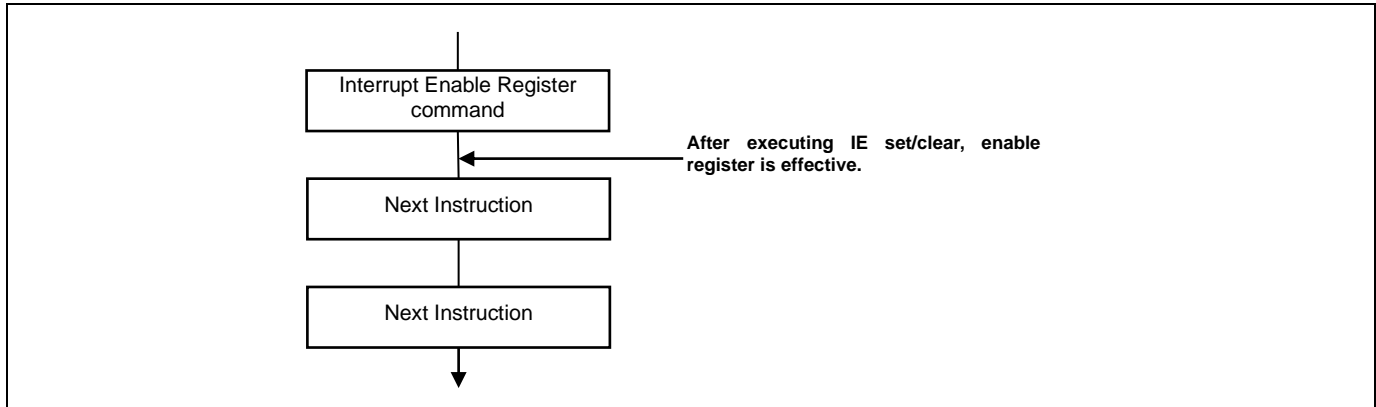 Interrupt Enable Register
command
After executing IE set/clear, enable
register is effective.
Next Instruction
Next Instruction